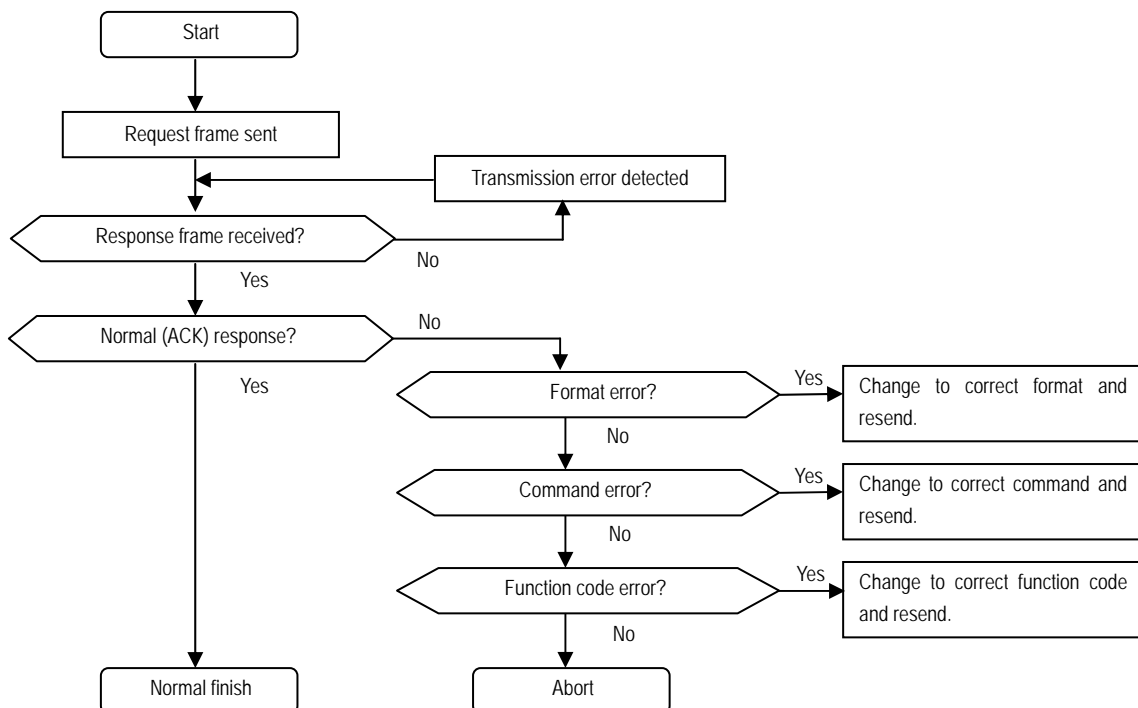 Start
Request frame sent
Transmission error detected
Response frame received?
No
Yes
Normal (ACK) response?
No
Yes
Format error?
Yes
Change to correct format and
resend.
No
Command error?
Yes
Change to correct command and
resend.
No
Function code error?
Yes
Change to correct function code
and resend.
No
Normal finish
Abort